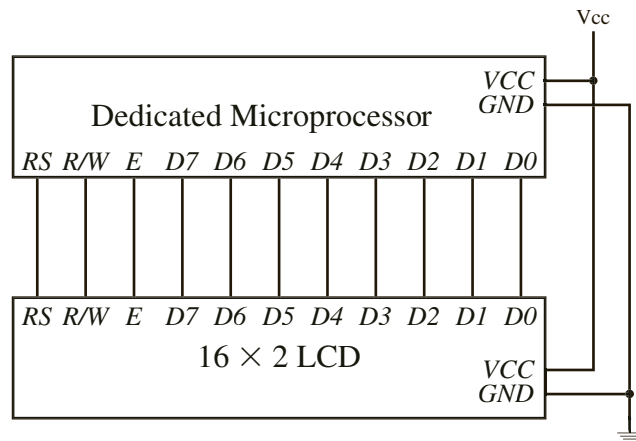 Vcc
VCC
GND
Dedicated Microprocessor
RS R/W E D7 D6 D5 D4 D3 D2 D1 D0
RS R/W E D7 D6 D5 D4 D3 D2 D1 D0
16 × 2 LCD
VCC
GND